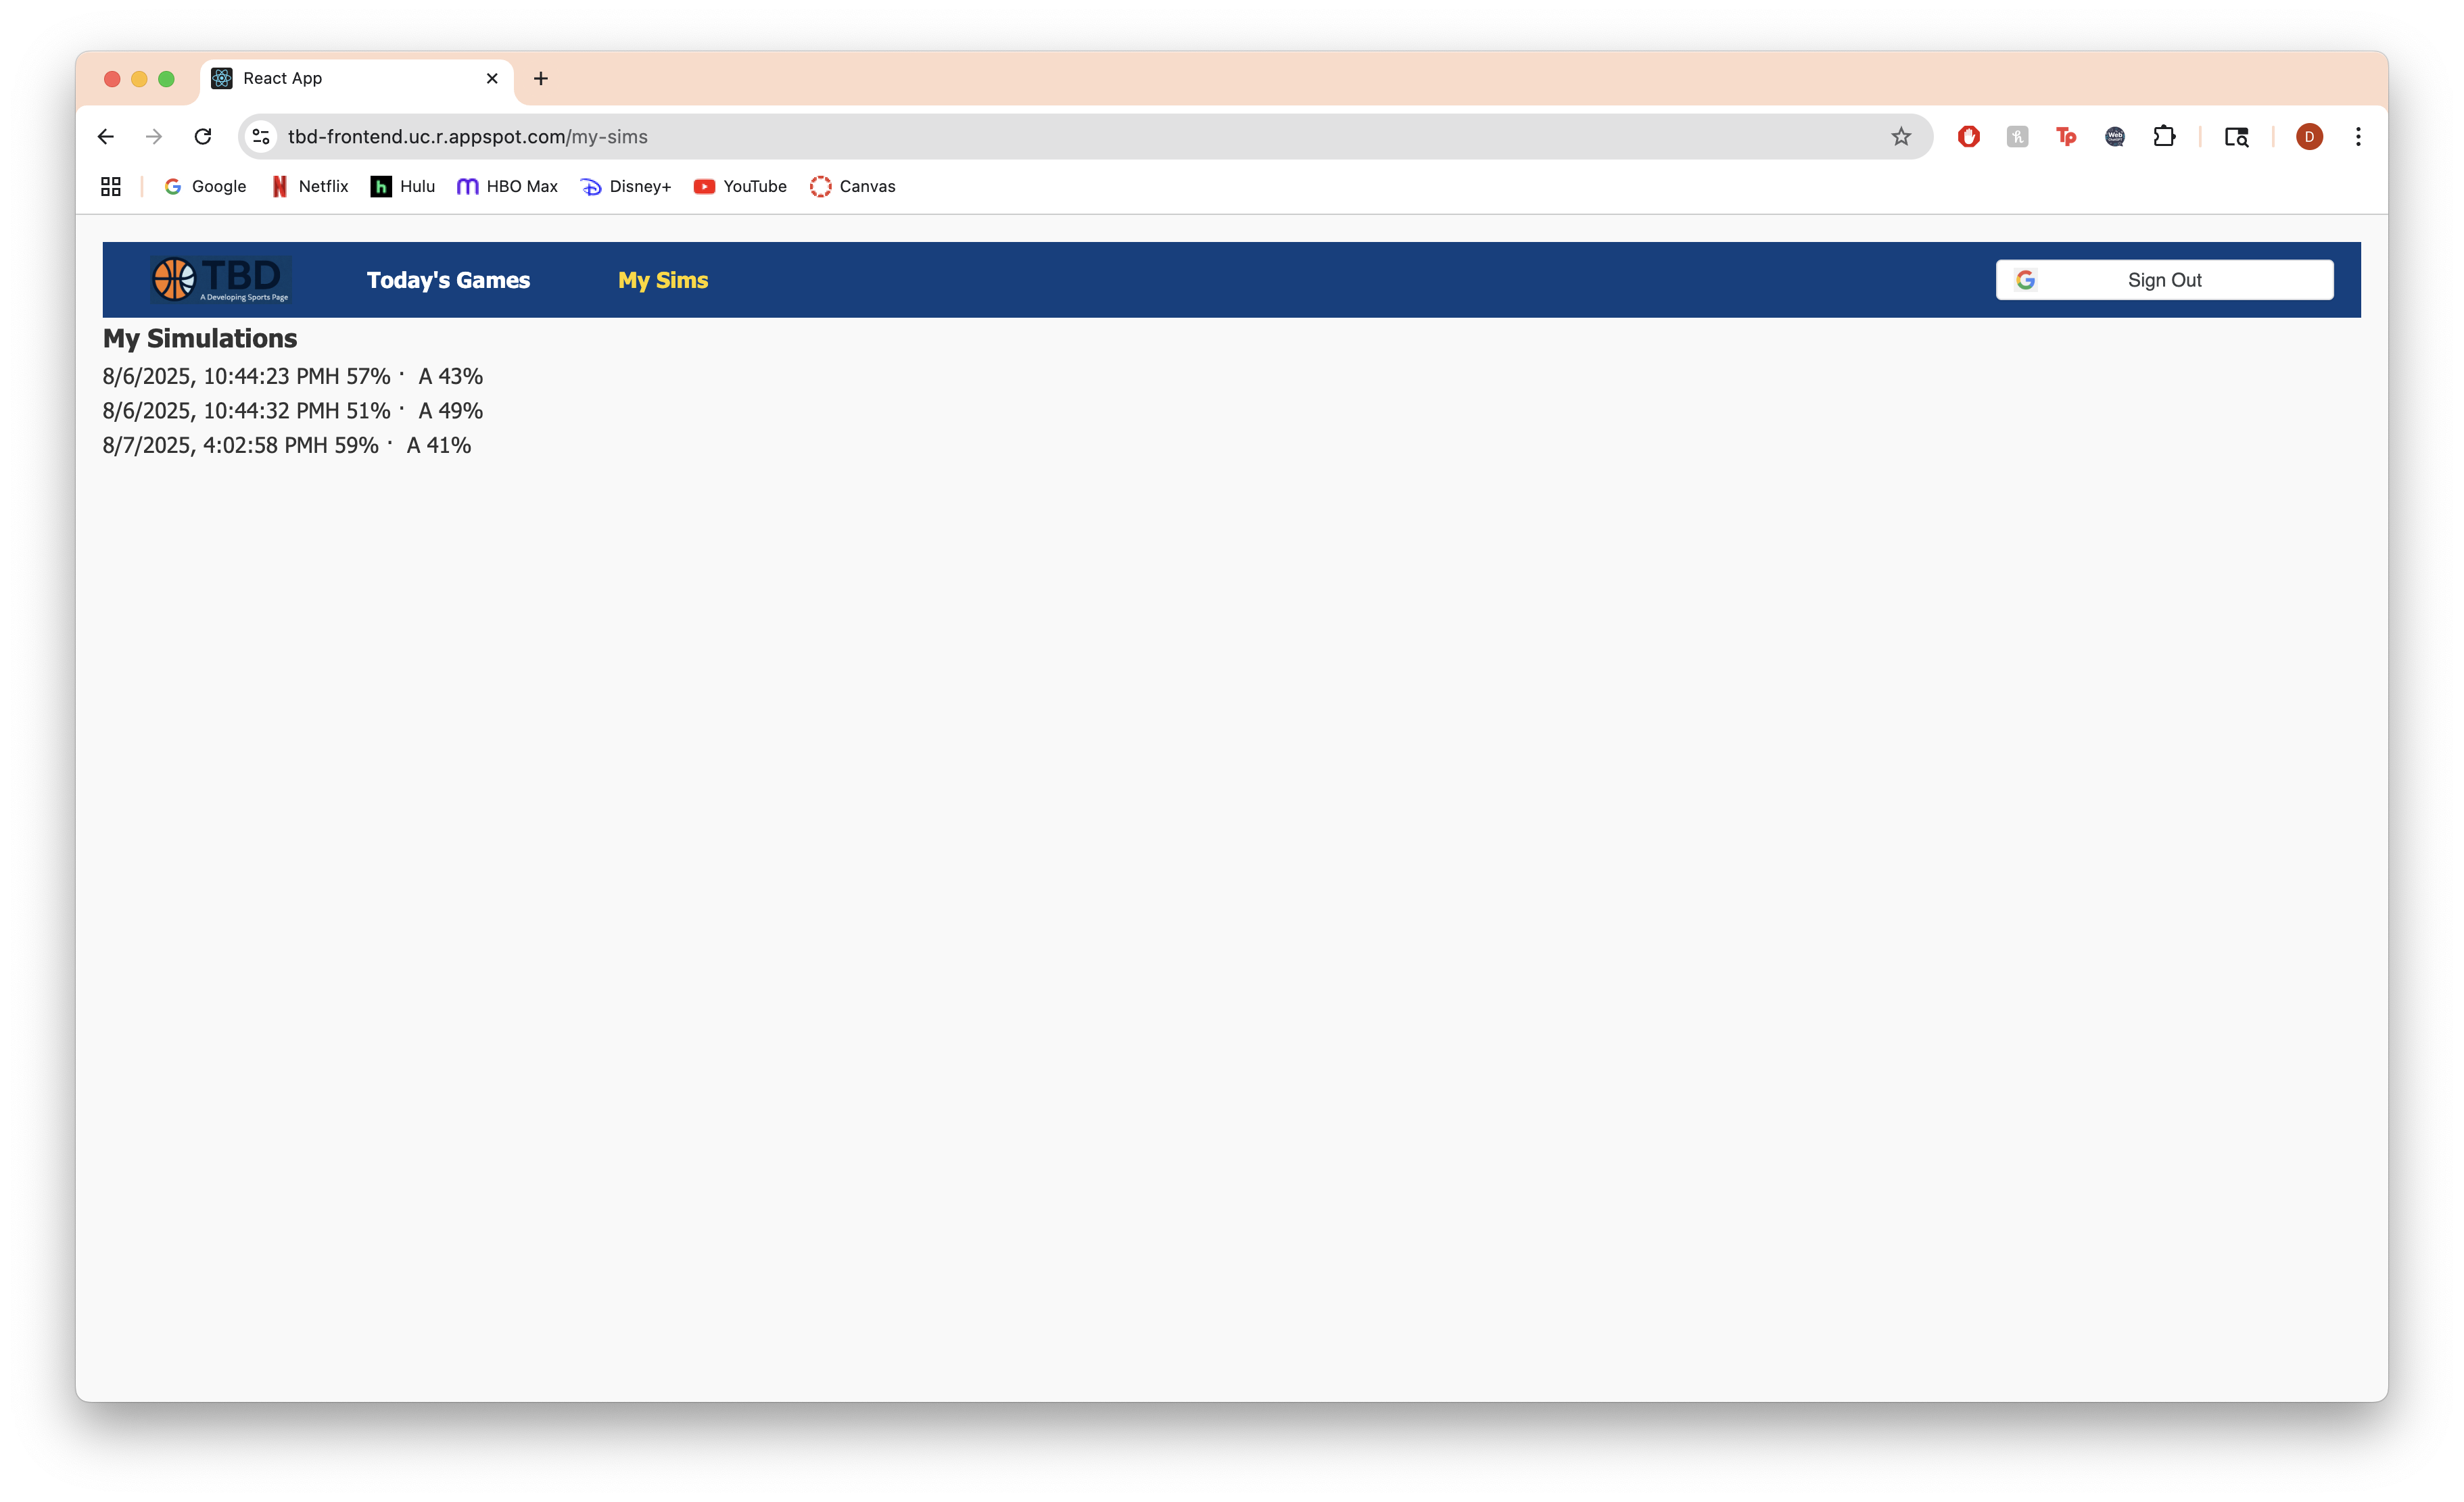 React App
tbd-frontend.uc.r.appspot.com/my-sims
D
Google Netflix Hulu HBO Max Disney+ YouTube Canvas
TBD
A Developing Sports Page
Today's Games My Sims Sign Out
My Simulations
8/6/2025, 10:44:23 PMH 57% · A 43%
8/6/2025, 10:44:32 PMH 51% · A 49%
8/7/2025, 4:02:58 PMH 59% · A 41%